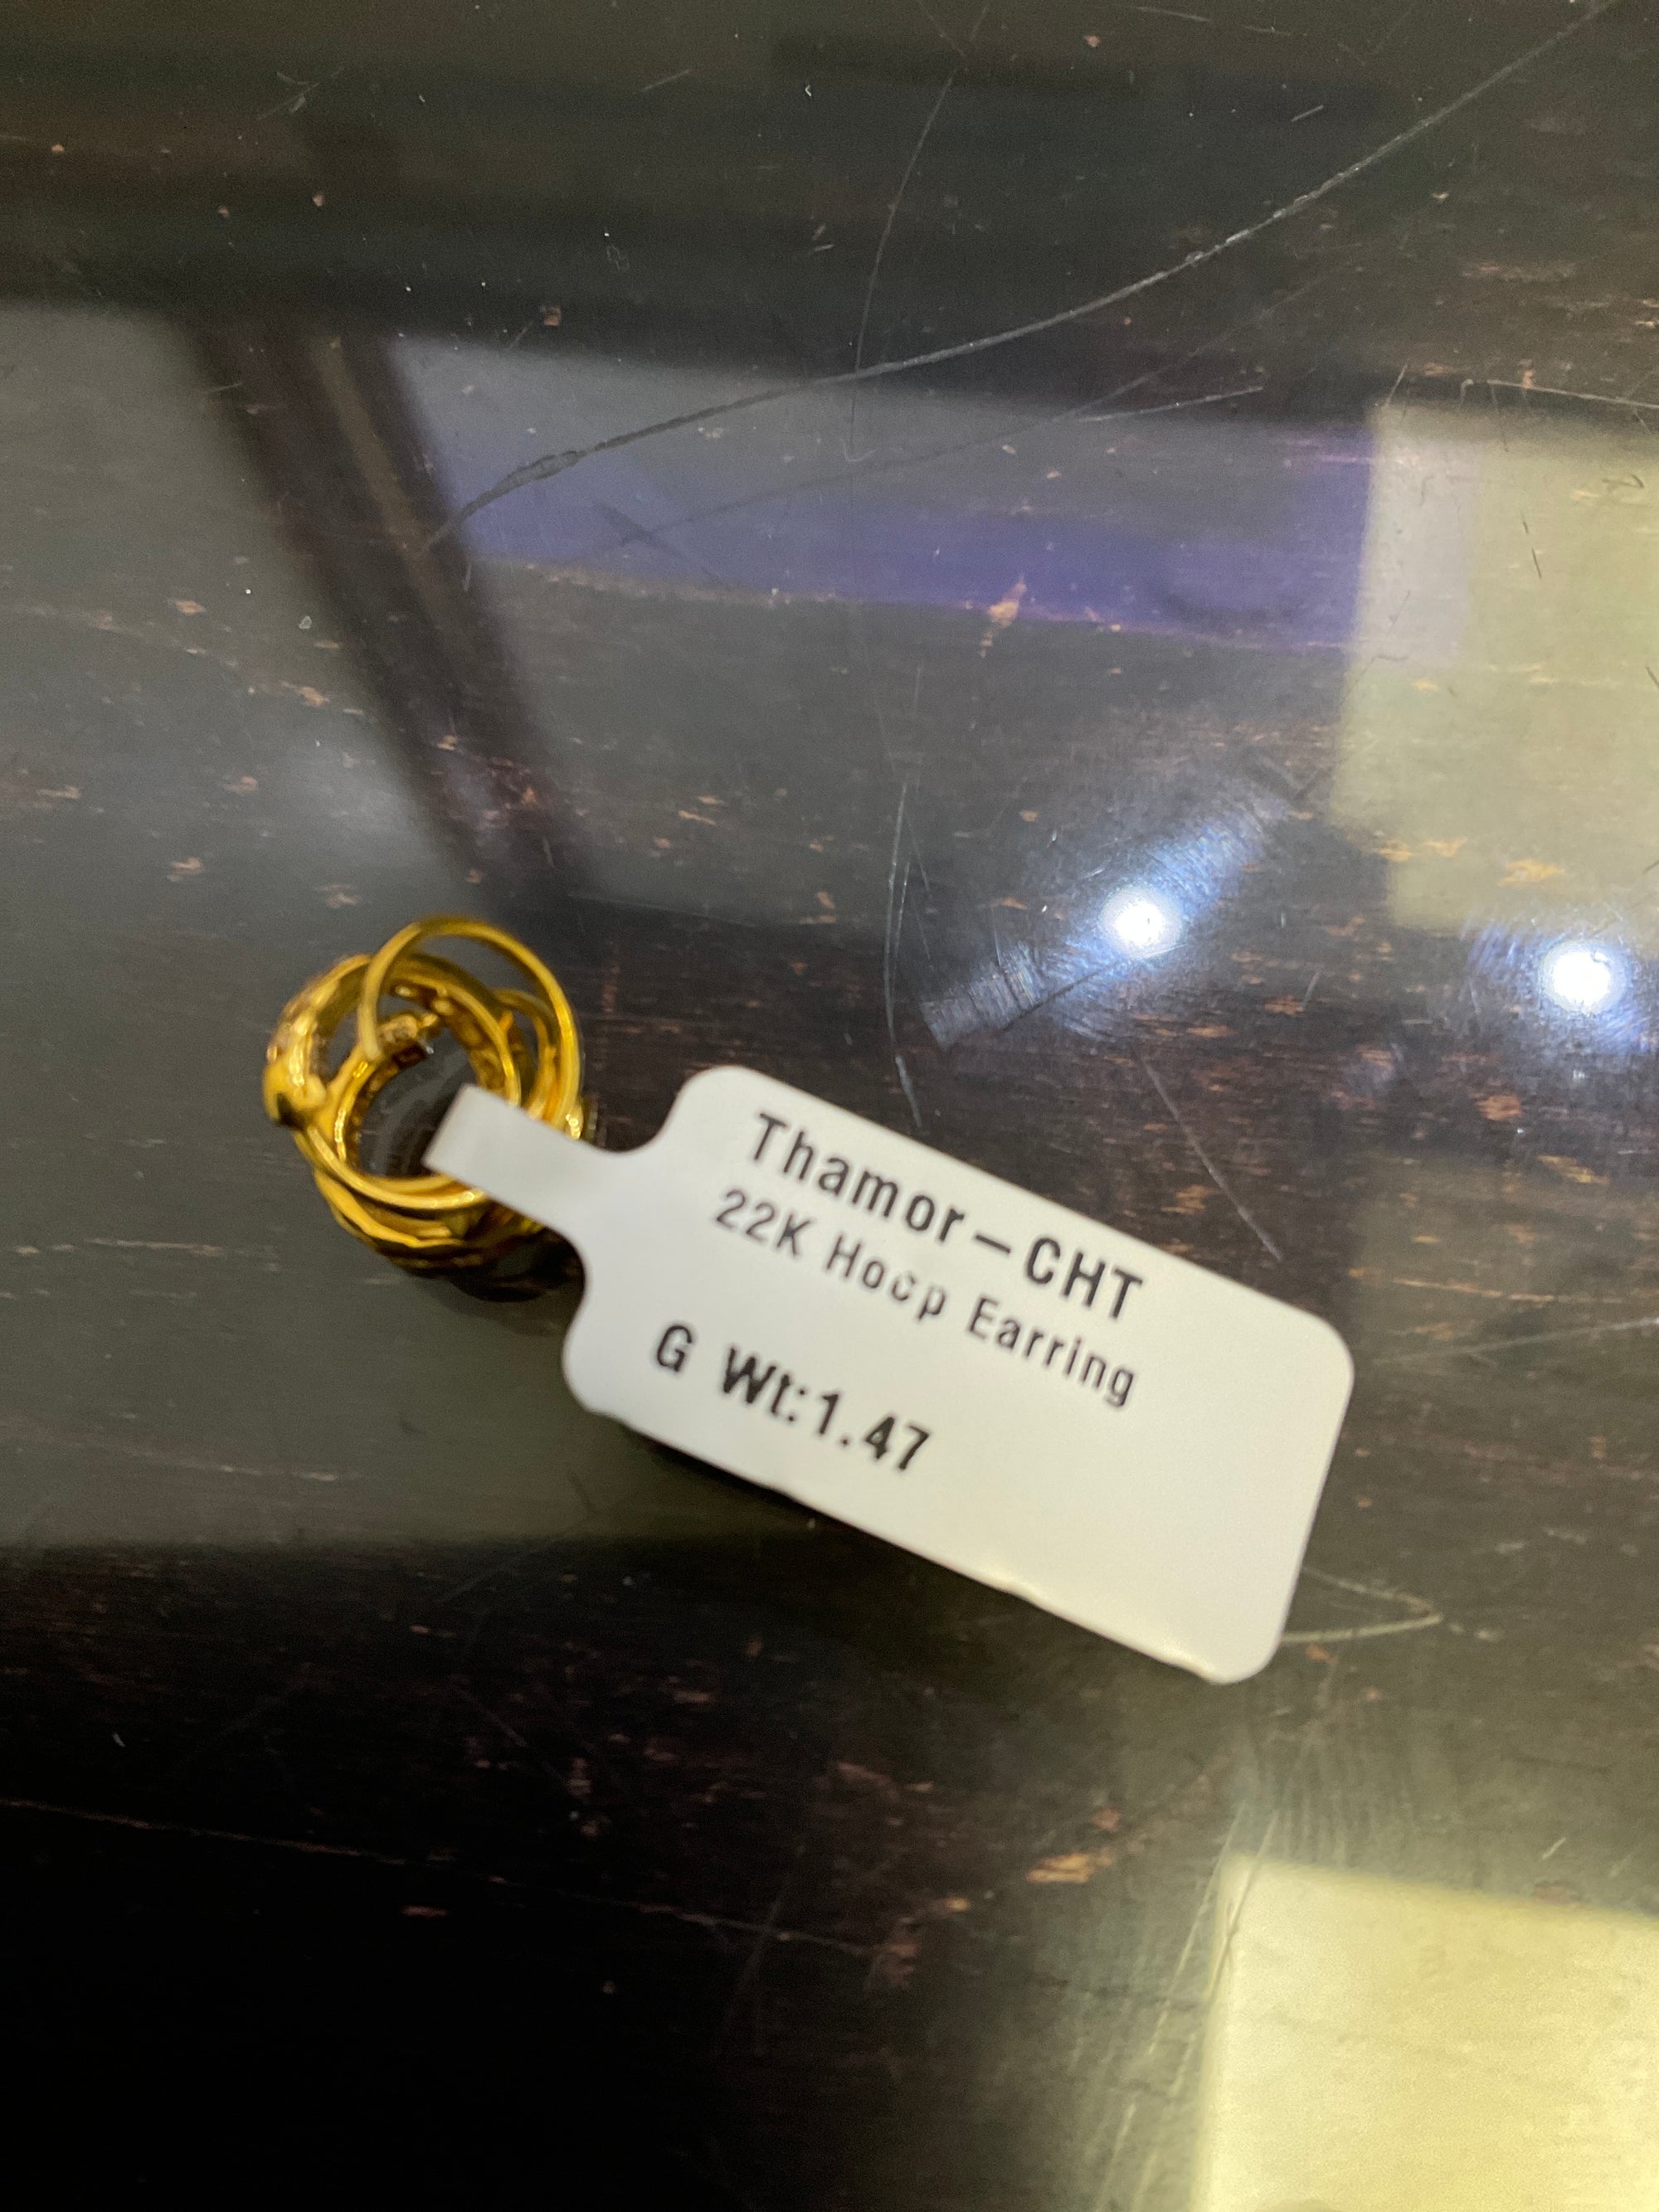 Thamor-CHT
22K Hoop Earring
G Wt:1.47